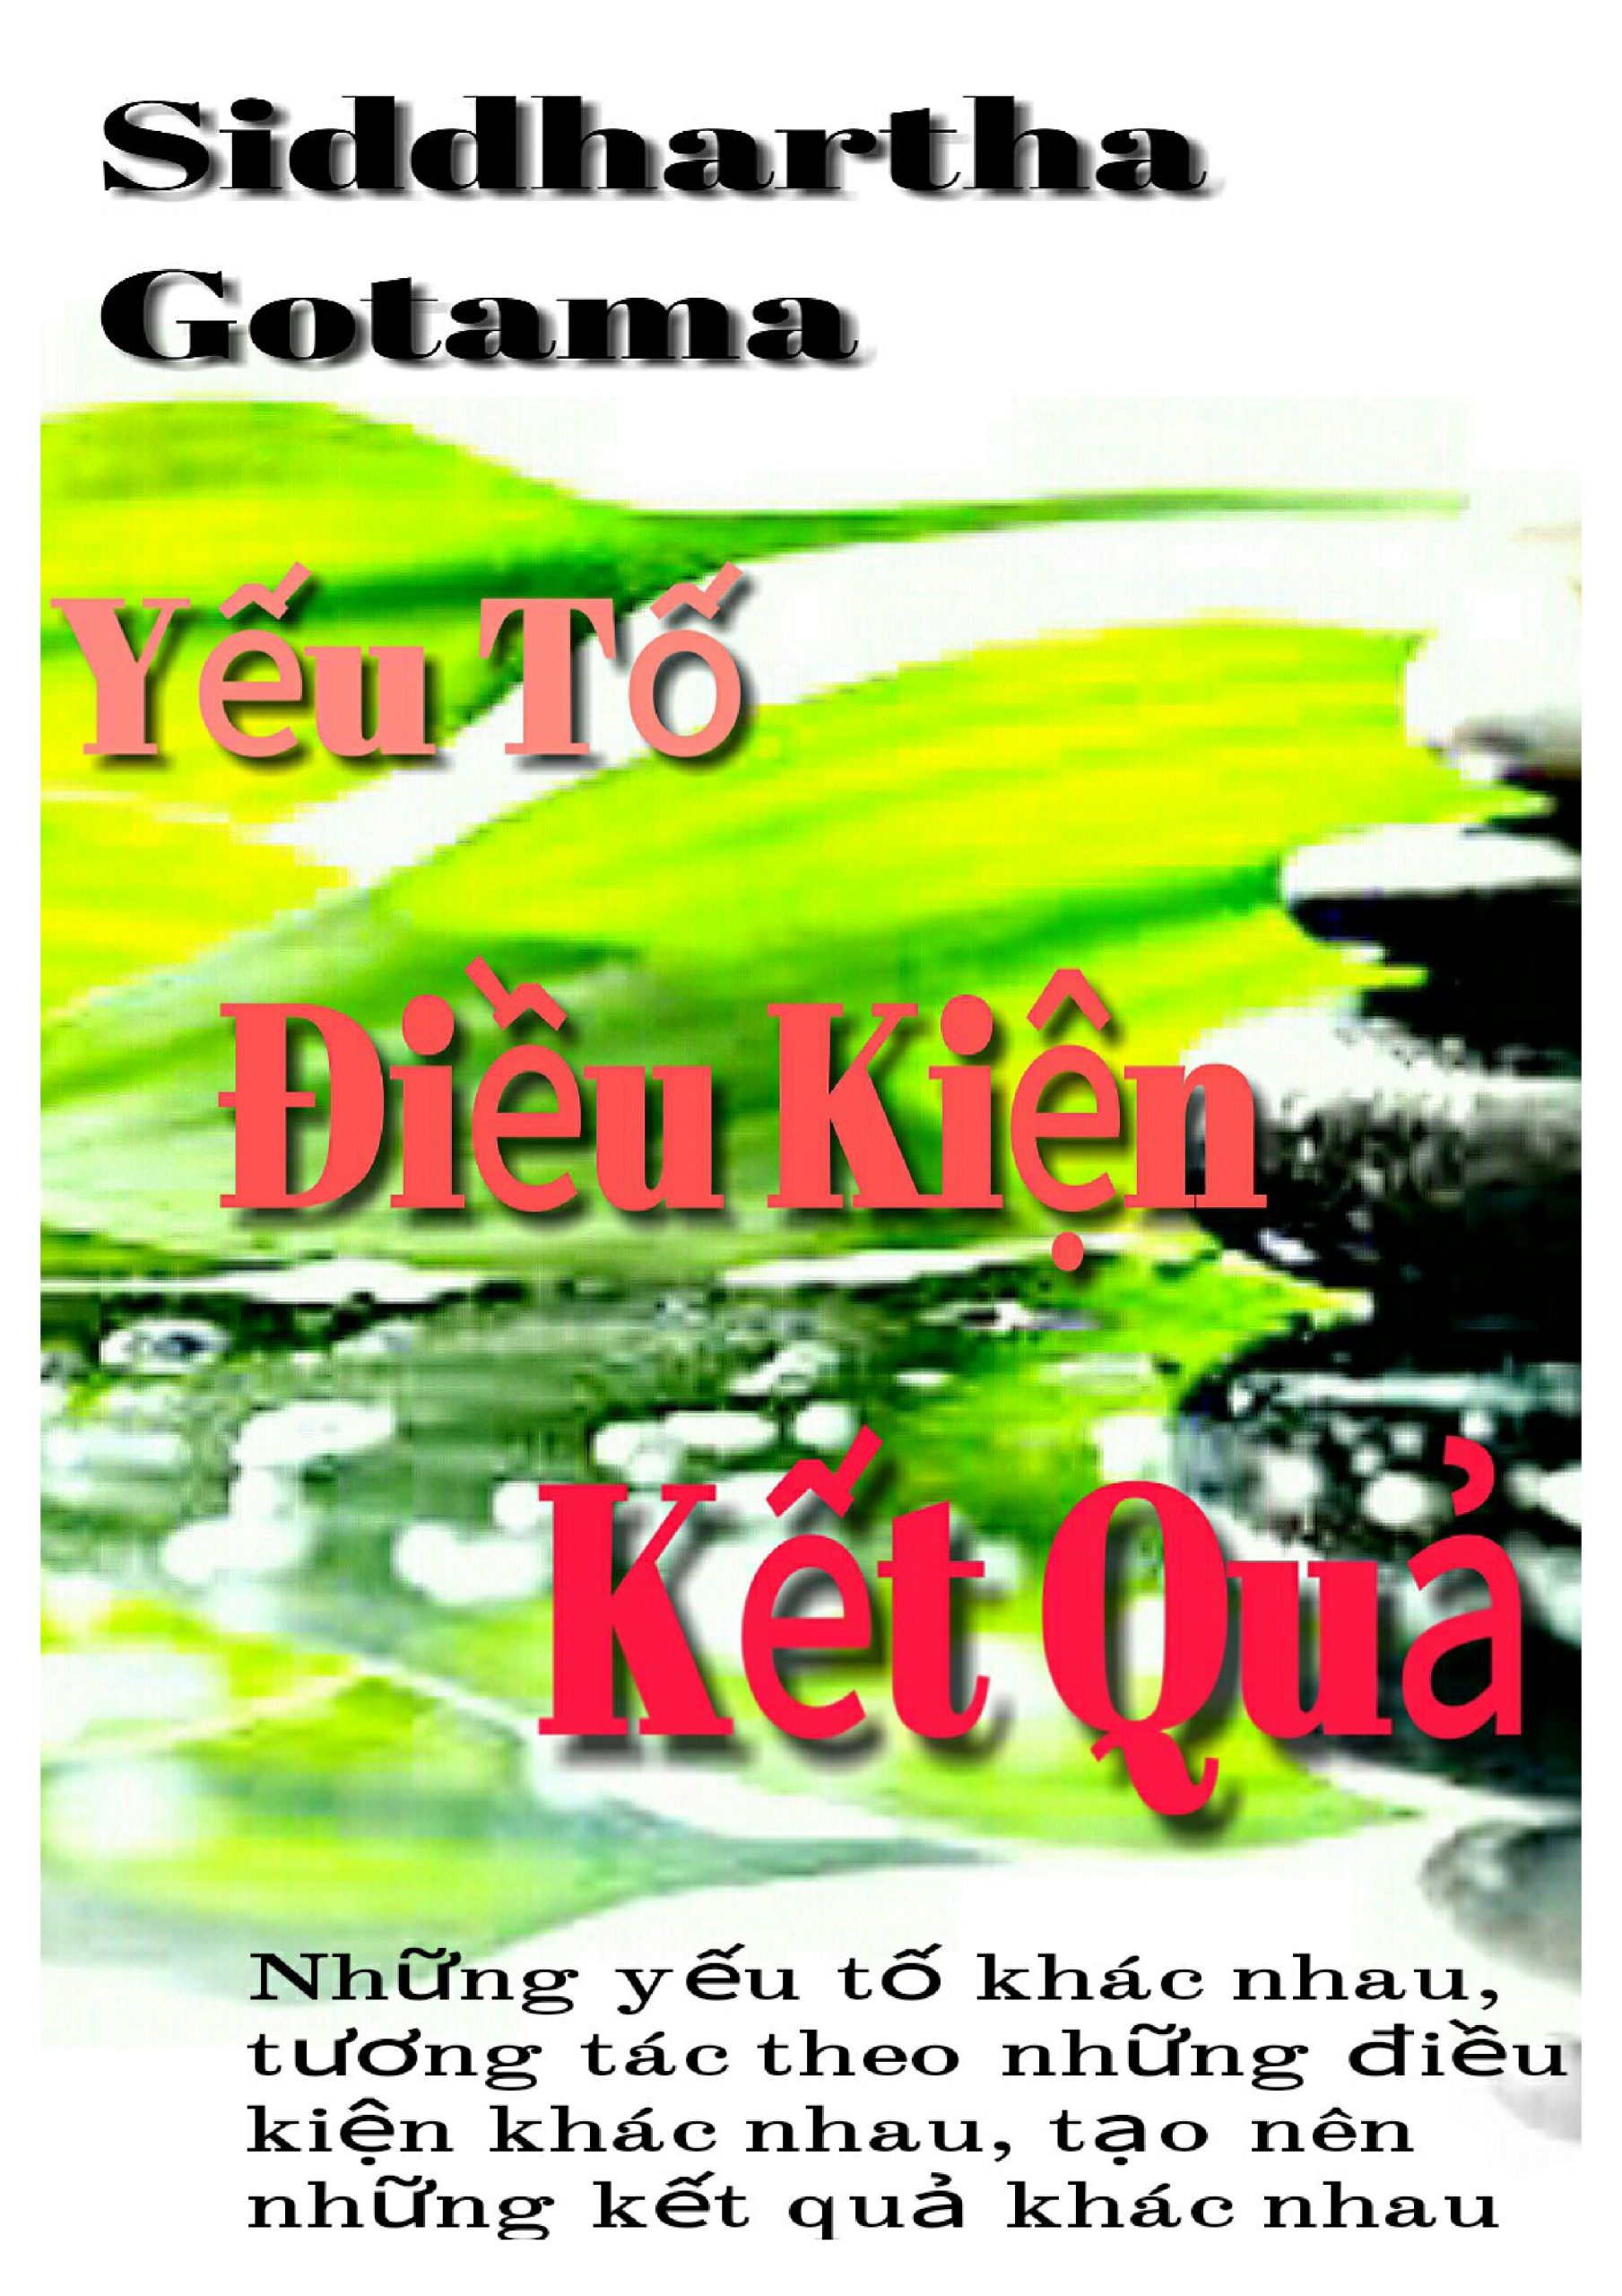 Siddhartha
Gotama
Yếu Tố
Điều Kiện
Kết Quả
Những yếu tố khác nhau,
tương tác theo những điều
kiện khác nhau, tạo nên
những kết quả khác nhau